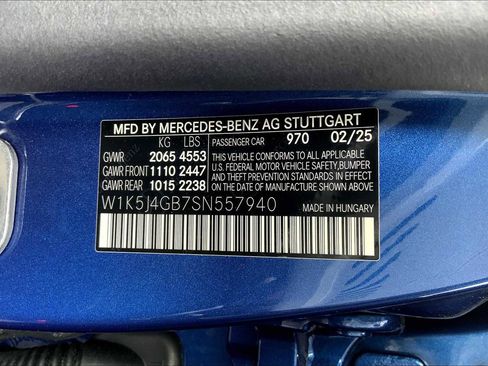 MFD BY MERCEDES-BENZ AG STUTTGART
KG LBS PASSENGER CAR 970 02/25
GVWR 2065 4553
GAWR FRONT 1110 2447
GAWR REAR 1015 2238
THIS VEHICLE CONFORMS TO ALL APPLICABLE
U.S. FEDERAL MOTOR VEHICLE SAFETY,BUMPER
AND THEFT PREVENTION STANDARDS IN EFFECT
ON THE DATE OF MANUFACTURE SHOWN ABOVE.
W1K5J4GB7SN557940 MADE IN HUNGARY